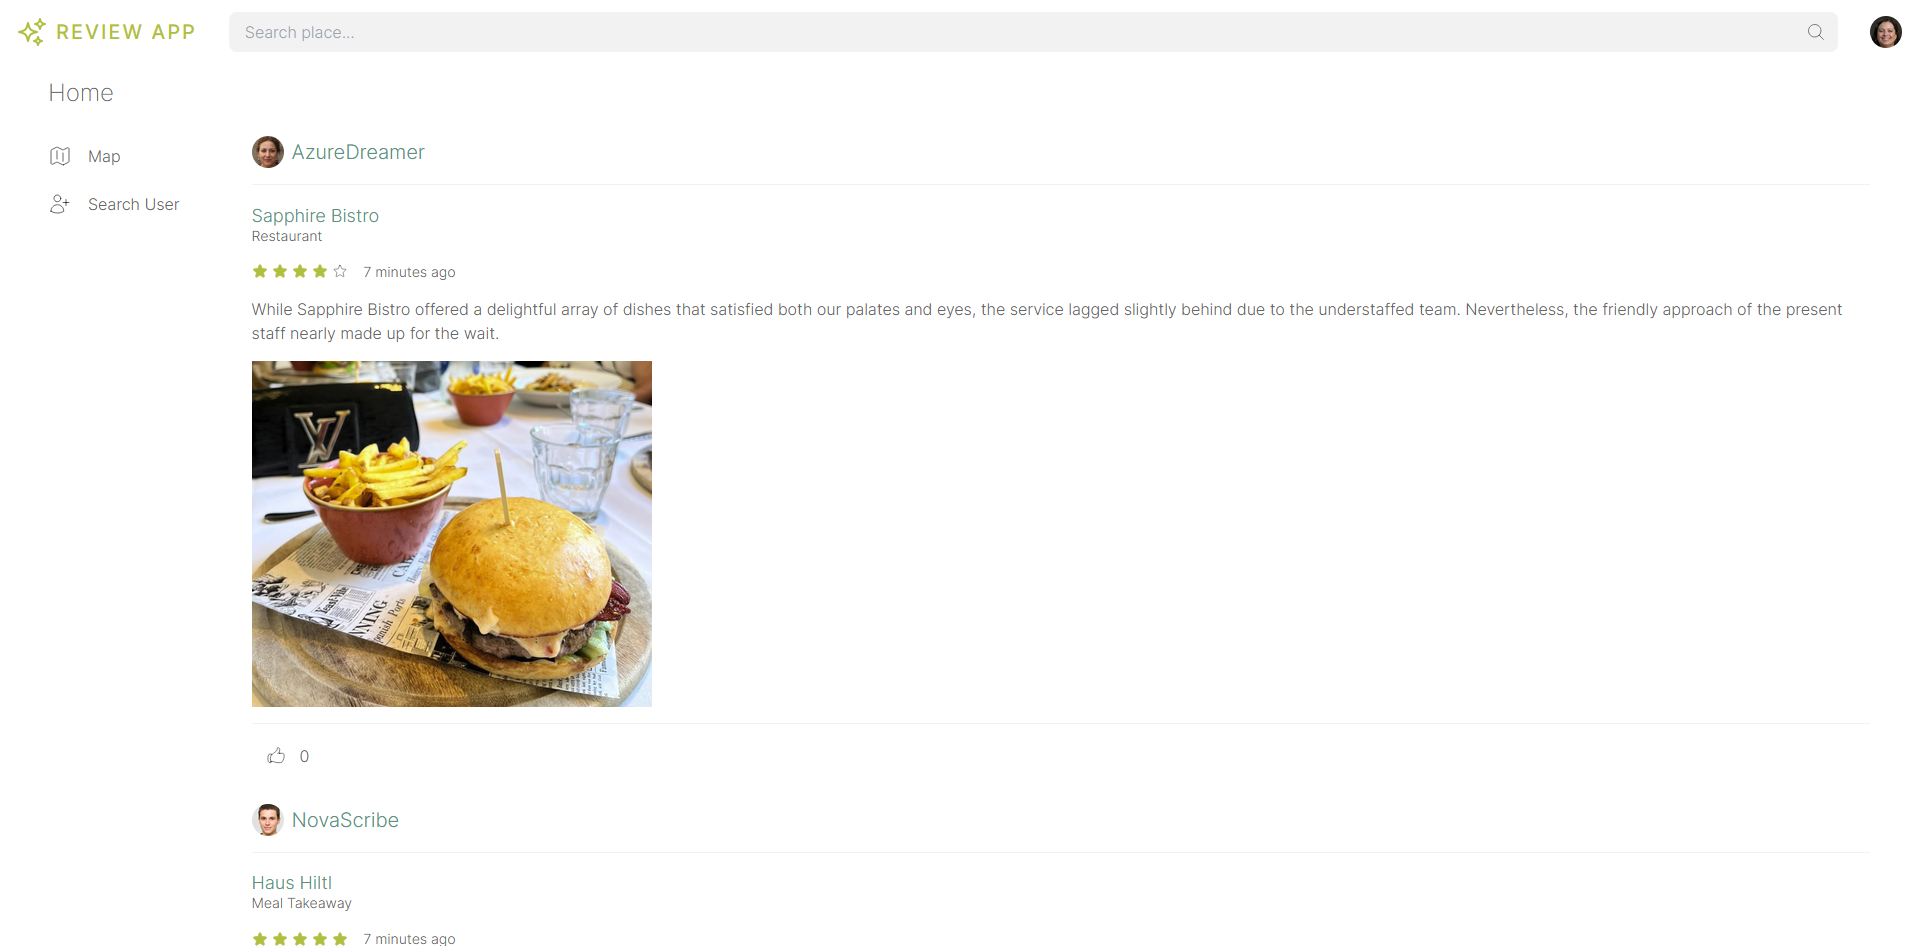 REVIEW APP
Search place...
Home
Map
Search User
AzureDreamer
Sapphire Bistro
Restaurant
7 minutes ago
While Sapphire Bistro offered a delightful array of dishes that satisfied both our palates and eyes, the service lagged slightly behind due to the understaffed team. Nevertheless, the friendly approach of the present
staff nearly made up for the wait.
LV
0
NovaScribe
Haus Hiltl
Meal Takeaway
7 minutes ago